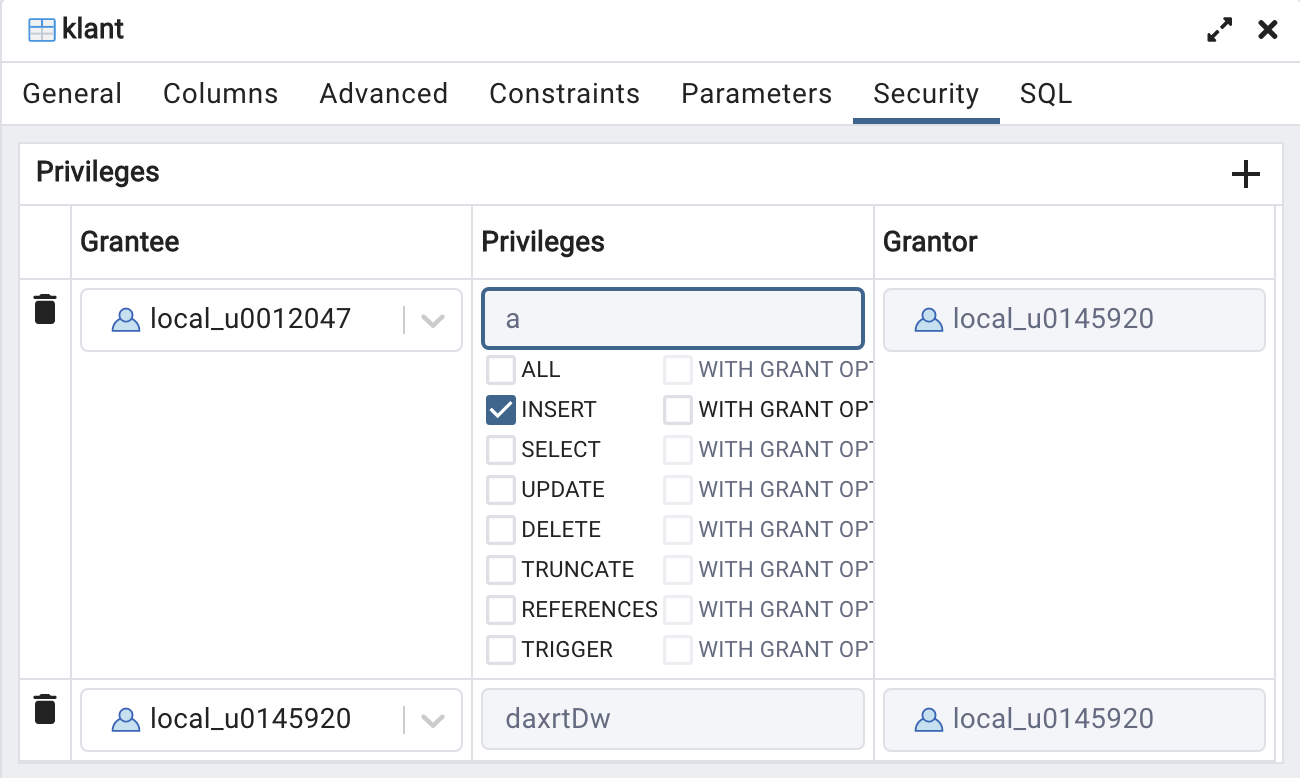 klant
General Columns Advanced Constraints Parameters Security SQL
Privileges
Grantee Privileges Grantor
local_u0012047 a local_u0145920
ALL WITH GRANT OPT
INSERT WITH GRANT OPT
SELECT WITH GRANT OPT
UPDATE WITH GRANT OPT
DELETE WITH GRANT OPT
TRUNCATE WITH GRANT OPT
REFERENCES WITH GRANT OPT
TRIGGER WITH GRANT OPT
local_u0145920 daxrtDw local_u0145920